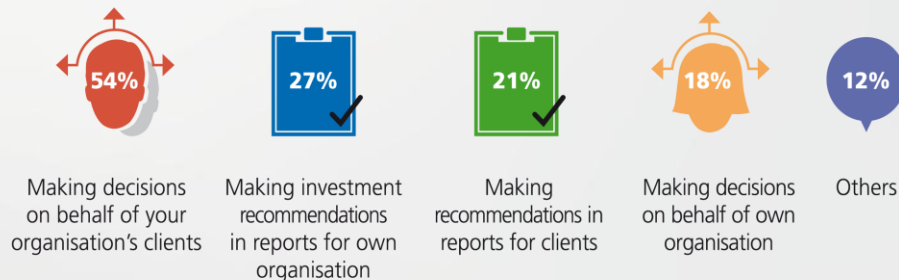 54%
27%
21%
18%
12%
Making decisions
on behalf of your
organisation's clients
Making investment
recommendations
in reports for own
organisation
Making
recommendations in
reports for clients
Making decisions
on behalf of own
organisation
Others